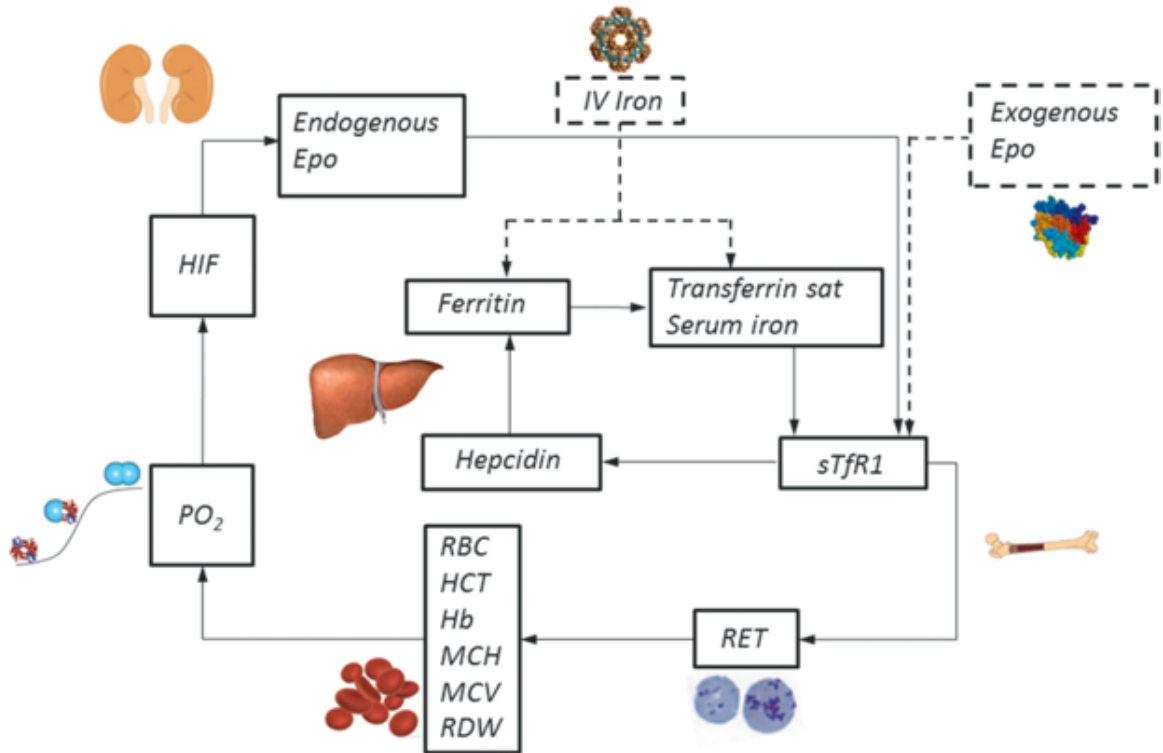 IV Iron
Endogenous
Epo
Exogenous
Epo
HIF
Ferritin
Transferrin sat
Serum iron
Hepcidin
sTfR1
PO₂
RBC
HCT
Hb
MCH
MCV
RDW
RET